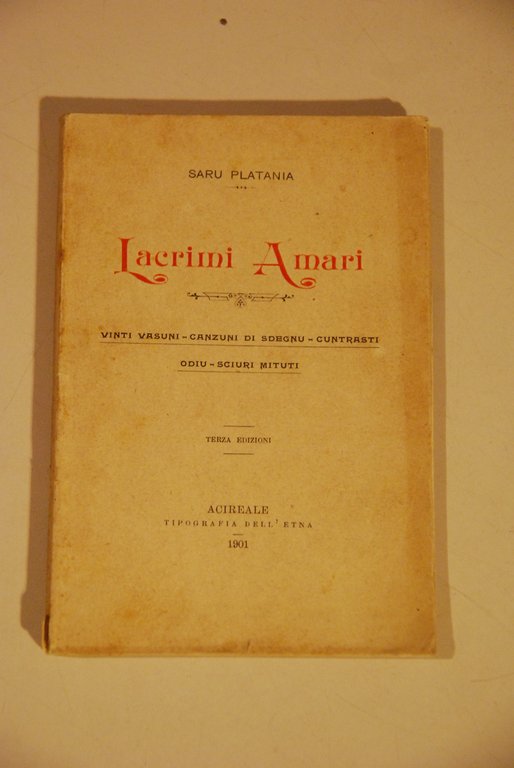 SARU PLATANIA
Lacrimi Amari
VINTI VASUNI - CANZUNI DI SDEGNU - CUNTRASTI
ODIU - SCIURI MITUTI
TERZA EDIZIONI
ACIREALE
TIPOGRAFIA DELL' ETNA
1901